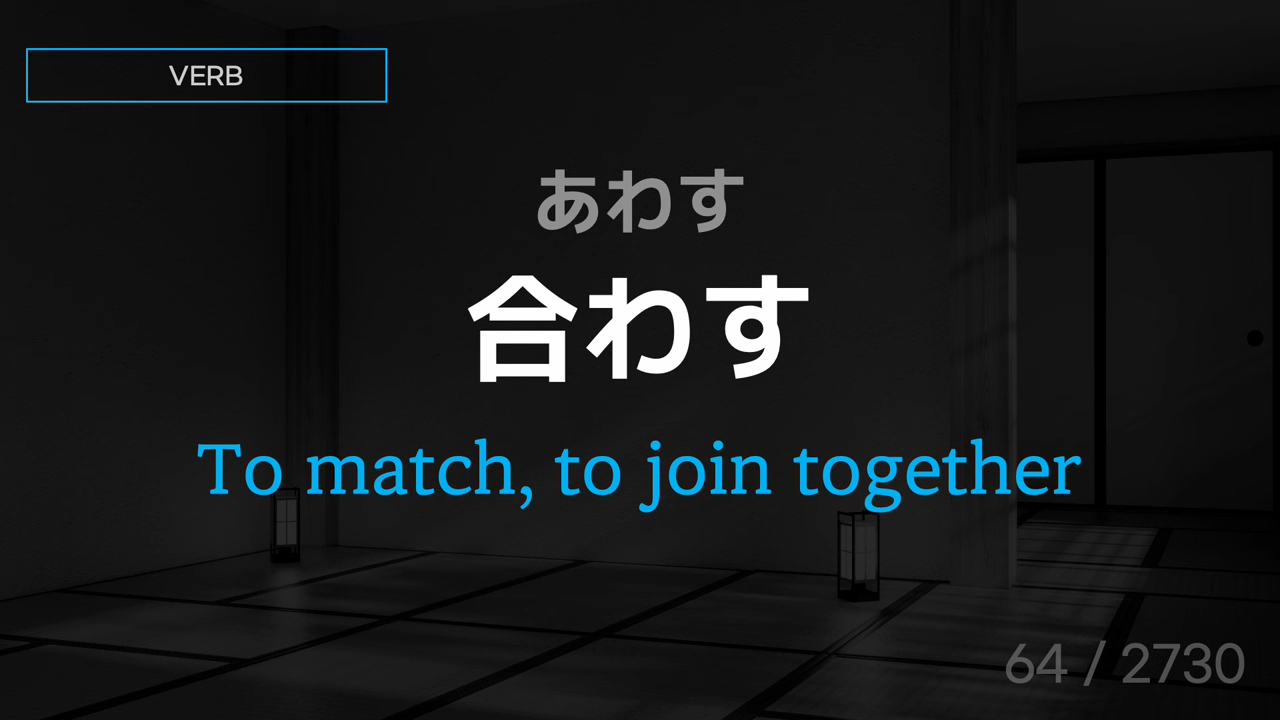 VERB
あわす
合わす
To match, to join together
64 / 2730